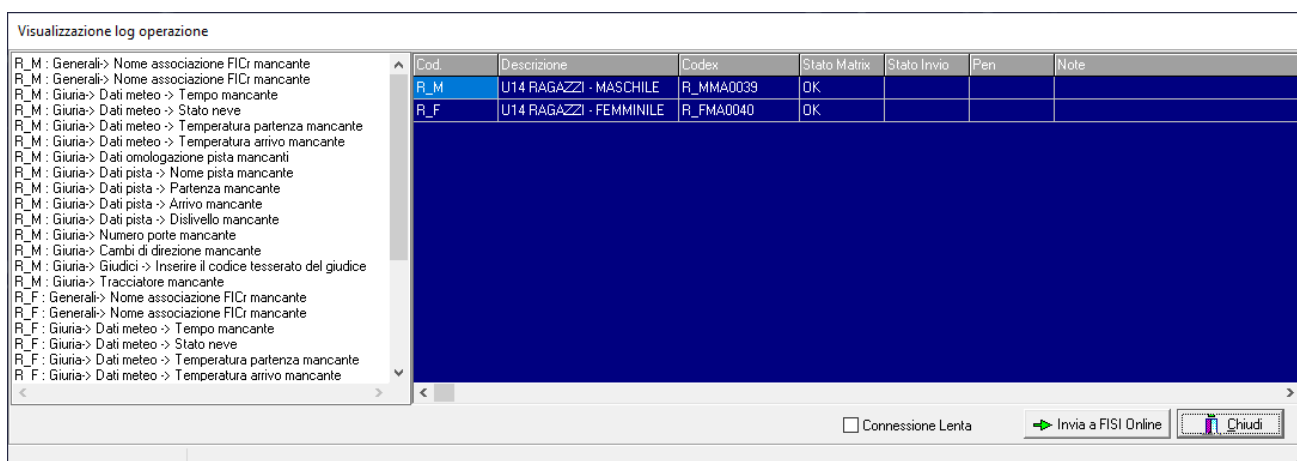 Visualizzazione log operazione
R_M : Generali-> Nome associazione FICr mancante
R_M : Generali-> Nome associazione FICr mancante
R_M : Giuria-> Dati meteo -> Tempo mancante
R_M : Giuria-> Dati meteo -> Stato neve
R_M : Giuria-> Dati meteo -> Temperatura partenza mancante
R_M : Giuria-> Dati meteo -> Temperatura arrivo mancante
R_M : Giuria-> Dati omologazione pista mancanti
R_M : Giuria-> Dati pista -> Nome pista mancante
R_M : Giuria-> Dati pista -> Partenza mancante
R_M : Giuria-> Dati pista -> Arrivo mancante
R_M : Giuria-> Dati pista -> Dislivello mancante
R_M : Giuria-> Numero porte mancante
R_M : Giuria-> Cambi di direzione mancante
R_M : Giuria-> Giudici -> Inserire il codice tesserato del giudice
R_M : Giuria-> Tracciatore mancante
R_F : Generali-> Nome associazione FICr mancante
R_F : Generali-> Nome associazione FICr mancante
R_F : Giuria-> Dati meteo -> Tempo mancante
R_F : Giuria-> Dati meteo -> Stato neve
R_F : Giuria-> Dati meteo -> Temperatura partenza mancante
R_F : Giuria-> Dati meteo -> Temperatura arrivo mancante
Cod. Descrizione Codex Stato Matrix Stato Invio Pen Note
R_M U14 RAGAZZI - MASCHILE R_MMA0039 OK
R_F U14 RAGAZZI - FEMMINILE R_FMA0040 OK
Connessione Lenta Invia a FISI Online Chiudi